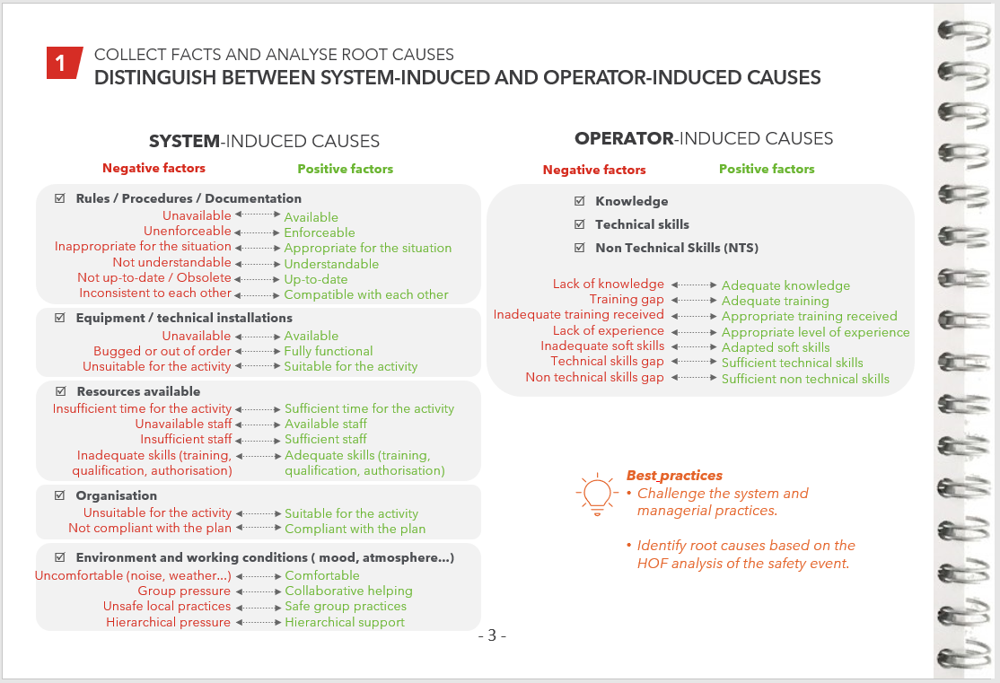 1
COLLECT FACTS AND ANALYSE ROOT CAUSES
DISTINGUISH BETWEEN SYSTEM-INDUCED AND OPERATOR-INDUCED CAUSES
SYSTEM-INDUCED CAUSES
Negative factors Positive factors
Rules / Procedures / Documentation
Unavailable Available
Unenforceable Enforceable
Inappropriate for the situation Appropriate for the situation
Not understandable Understandable
Not up-to-date / Obsolete Up-to-date
Inconsistent to each other Compatible with each other
Equipment / technical installations
Unavailable Available
Bugged or out of order Fully functional
Unsuitable for the activity Suitable for the activity
Resources available
Insufficient time for the activity Sufficient time for the activity
Unavailable staff Available staff
Insufficient staff Sufficient staff
Inadequate skills (training, Adequate skills (training,
qualification, authorisation) qualification, authorisation)
Organisation
Unsuitable for the activity Suitable for the activity
Not compliant with the plan Compliant with the plan
Environment and working conditions ( mood, atmosphere...)
Uncomfortable (noise, weather...) Comfortable
Group pressure Collaborative helping
Unsafe local practices Safe group practices
Hierarchical pressure Hierarchical support
OPERATOR-INDUCED CAUSES
Negative factors Positive factors
Knowledge
Technical skills
Non Technical Skills (NTS)
Lack of knowledge Adequate knowledge
Training gap Adequate training
Inadequate training received Appropriate training received
Lack of experience Appropriate level of experience
Inadequate soft skills Adapted soft skills
Technical skills gap Sufficient technical skills
Non technical skills gap Sufficient non technical skills
Best practices
• Challenge the system and
managerial practices.
• Identify root causes based on the
HOF analysis of the safety event.
- 3 -